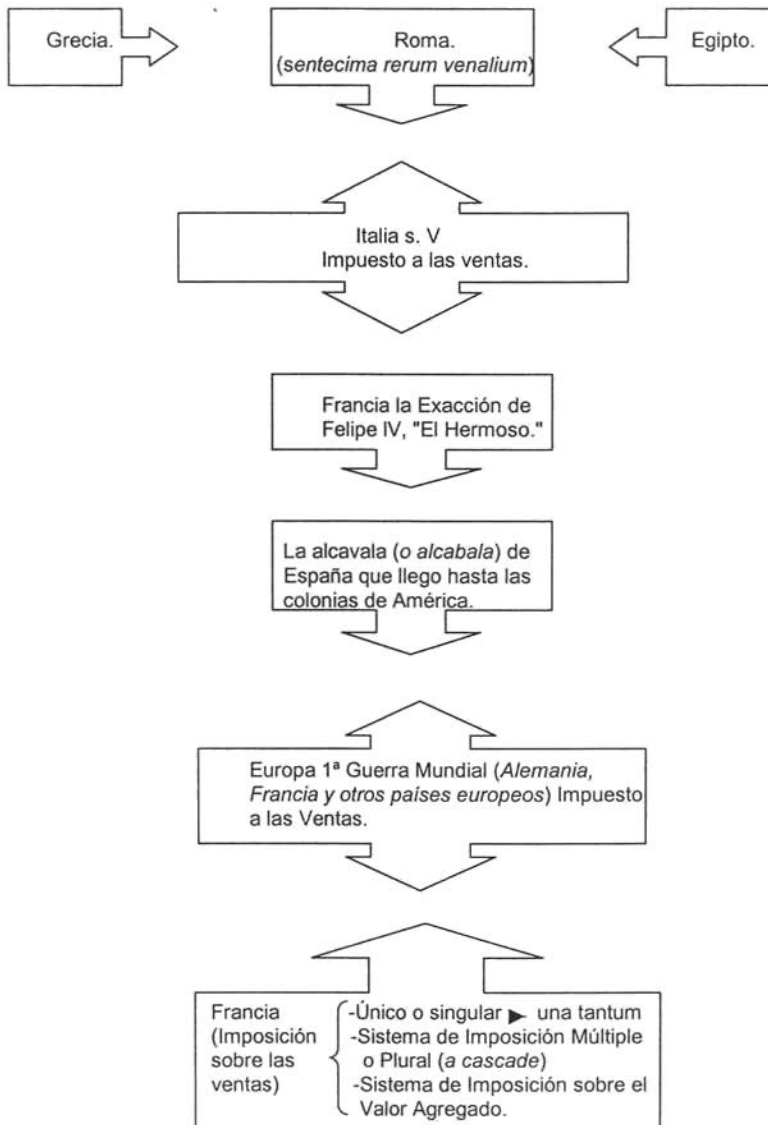 Grecia.
Roma.
(sentecima rerum venalium)
Egipto.
Italia s. V
Impuesto a las ventas.
Francia la Exacción de
Felipe IV, "El Hermoso."
La alcavala (o alcabala) de
España que llego hasta las
colonias de América.
Europa 1ª Guerra Mundial (Alemania,
Francia y otros países europeos) Impuesto
a las Ventas.
Francia
(Imposición
sobre las
ventas)
-Único o singular ► una tantum
-Sistema de Imposición Múltiple
o Plural (a cascade)
-Sistema de Imposición sobre el
Valor Agregado.